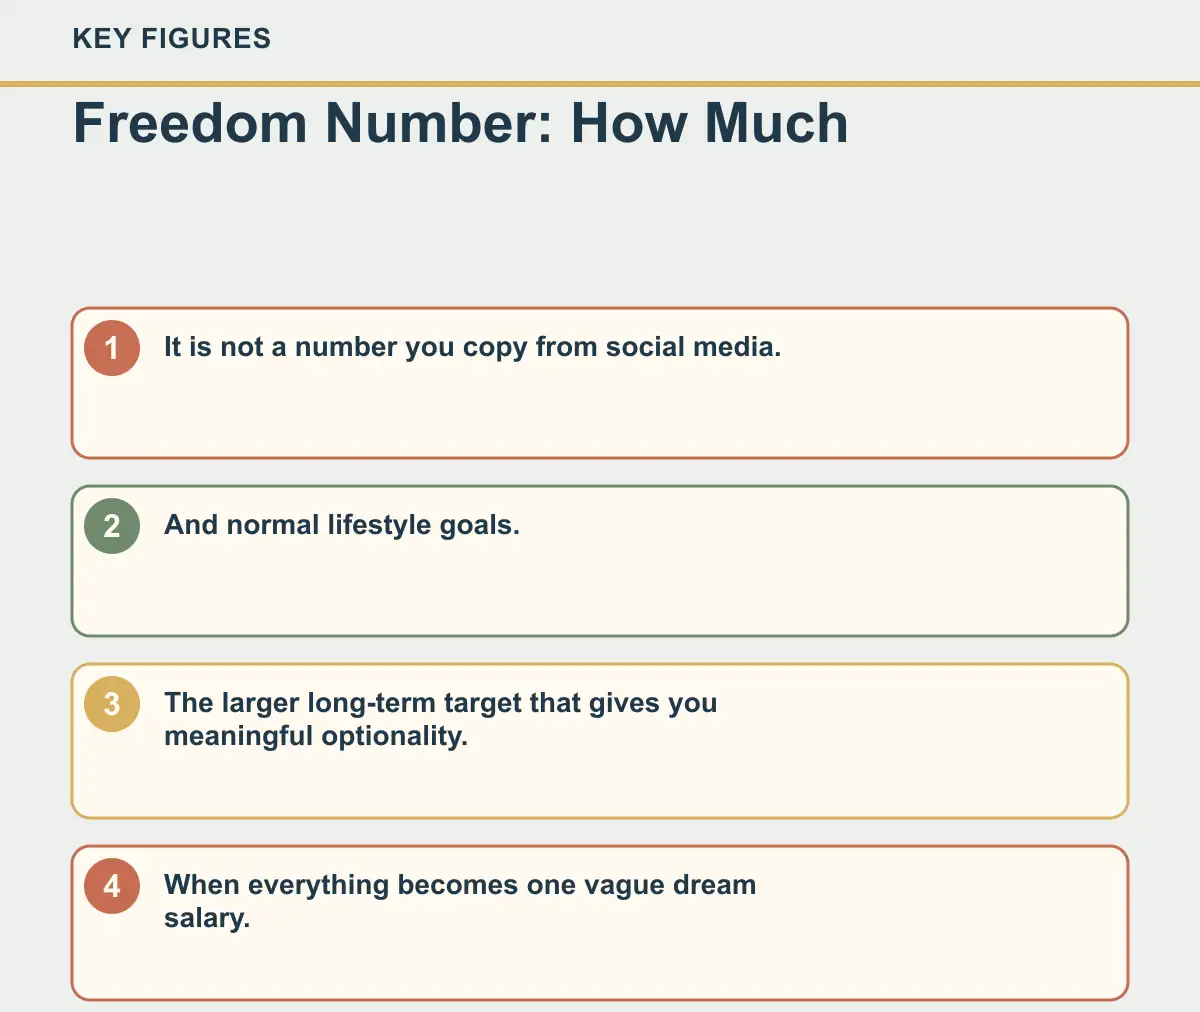 KEY FIGURES
Freedom Number: How Much
1
It is not a number you copy from social media.
2
And normal lifestyle goals.
3
The larger long-term target that gives you
meaningful optionality.
4
When everything becomes one vague dream
salary.